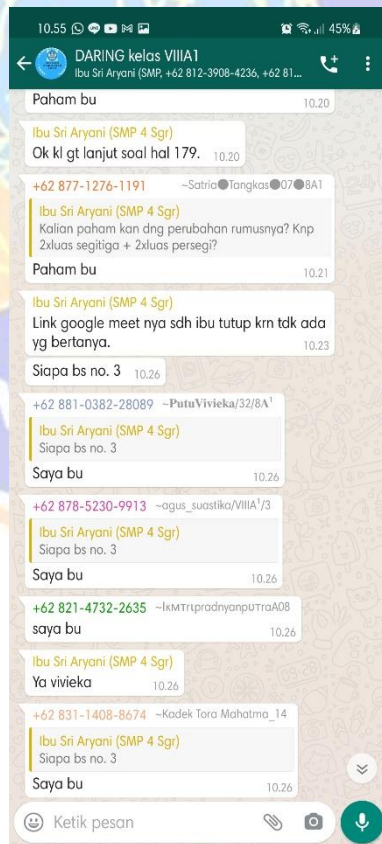 10.55 45%
DARING kelas VIIIA1
Ibu Sri Aryani (SMP, +62 812-3908-4236, +62 81...
Paham bu 10.20
Ibu Sri Aryani (SMP 4 Sgr)
Ok kl gt lanjut soal hal 179. 10.20
+62 877-1276-1191 ~Satria●Tangkas●07●8A1
Ibu Sri Aryani (SMP 4 Sgr)
Kalian paham kan dng perubahan rumusnya? Knp
2xluas segitiga + 2xluas persegi?
Paham bu 10.21
Ibu Sri Aryani (SMP 4 Sgr)
Link google meet nya sdh ibu tutup krn tdk ada
yg bertanya. 10.23
Siapa bs no. 3 10.26
+62 881-0382-28089 ~PutuVivieka/32/8A¹
Ibu Sri Aryani (SMP 4 Sgr)
Siapa bs no. 3
Saya bu 10.26
+62 878-5230-9913 ~agus_suastika/VIIIA¹/3
Ibu Sri Aryani (SMP 4 Sgr)
Siapa bs no. 3
Saya bu 10.26
+62 821-4732-2635
saya bu 10.26
Ibu Sri Aryani (SMP 4 Sgr)
Ya vivieka 10.26
+62 831-1408-8674 ~Kadek Tora Mahatma_14
Ibu Sri Aryani (SMP 4 Sgr)
Siapa bs no. 3
Saya bu 10.26
Ketik pesan